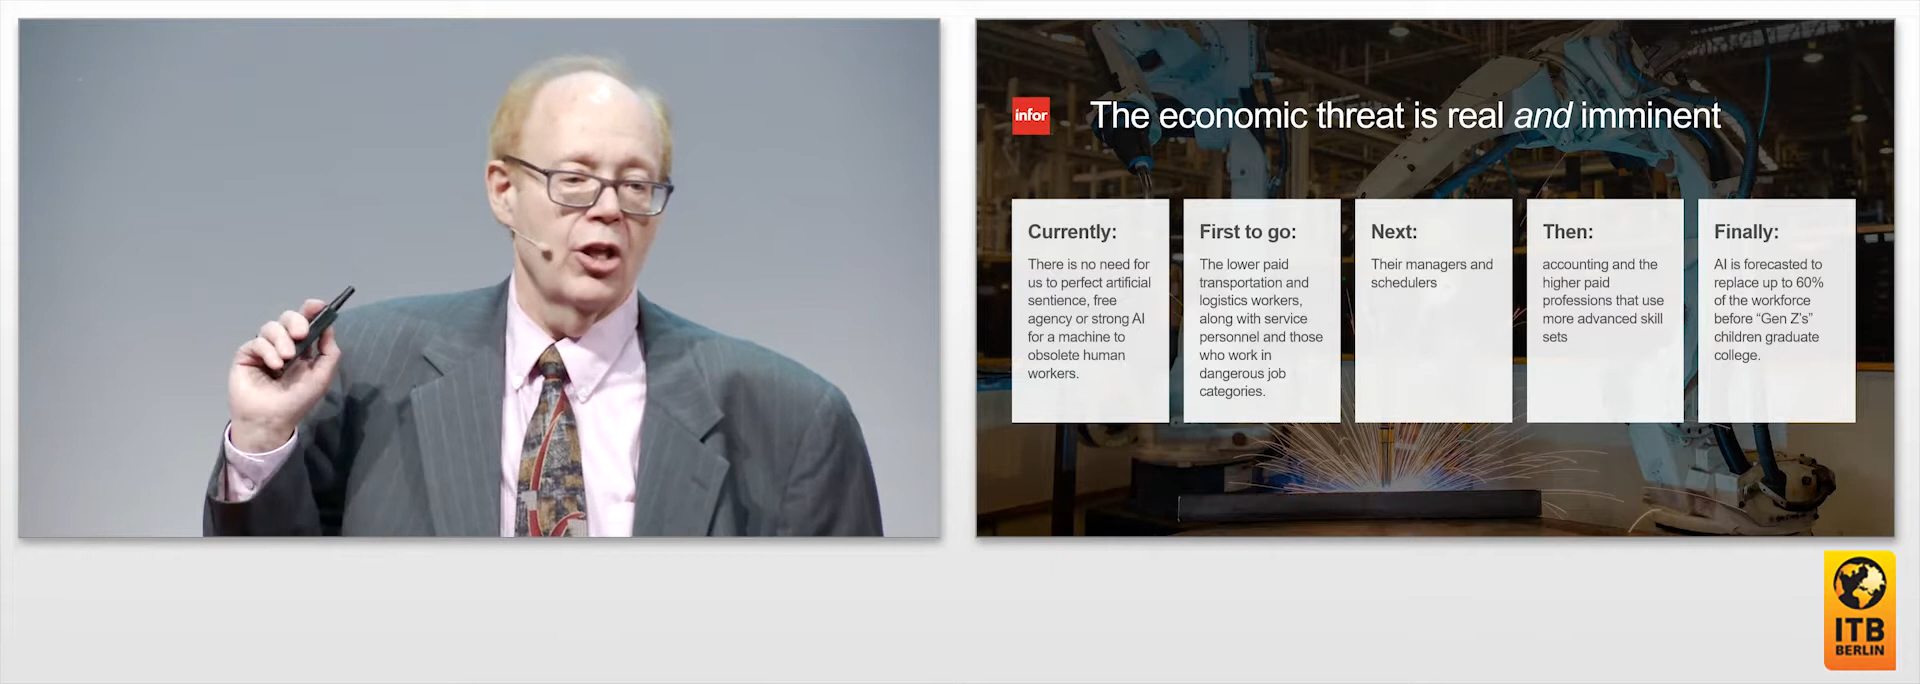 infor
The economic threat is real and imminent
Currently:
There is no need for
us to perfect artificial
sentience, free
agency or strong AI
for a machine to
obsolete human
workers.
First to go:
The lower paid
transportation and
logistics workers,
along with service
personnel and those
who work in
dangerous job
categories.
Next:
Their managers and
schedulers
Then:
accounting and the
higher paid
professions that use
more advanced skill
sets
Finally:
AI is forecasted to
replace up to 60%
of the workforce
before “Gen Z’s”
children graduate
college.
ITB
BERLIN